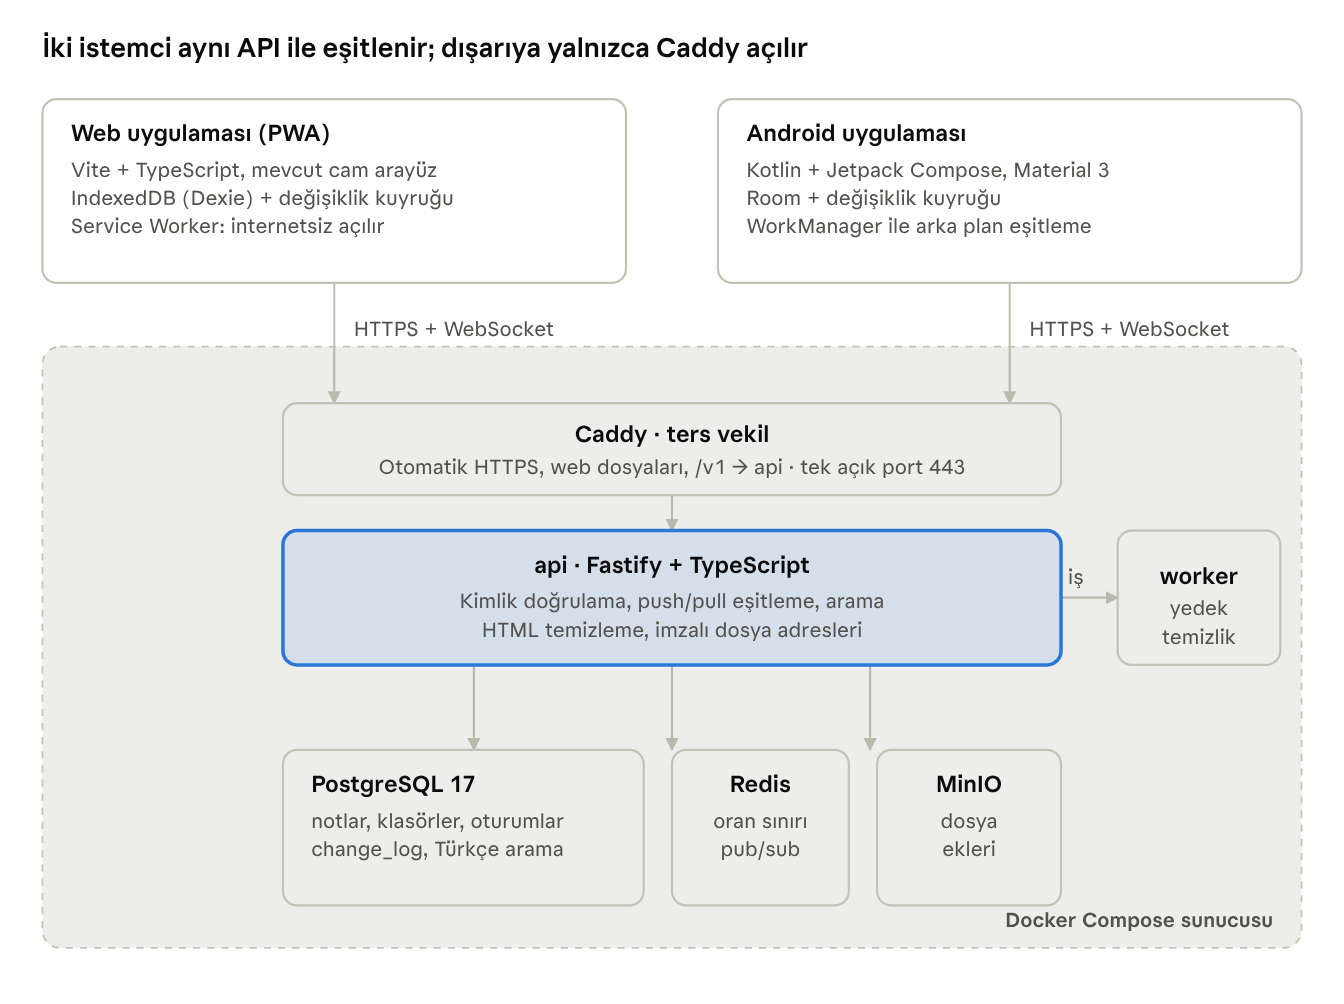 İki istemci aynı API ile eşitlenir; dışarıya yalnızca Caddy açılır
Web uygulaması (PWA)
Vite + TypeScript, mevcut cam arayüz
IndexedDB (Dexie) + değişiklik kuyruğu
Service Worker: internetsiz açılır
Android uygulaması
Kotlin + Jetpack Compose, Material 3
Room + değişiklik kuyruğu
WorkManager ile arka plan eşitleme
HTTPS + WebSocket
HTTPS + WebSocket
Caddy · ters vekil
Otomatik HTTPS, web dosyaları, /v1 → api · tek açık port 443
api · Fastify + TypeScript
Kimlik doğrulama, push/pull eşitleme, arama
HTML temizleme, imzalı dosya adresleri
iş
worker
yedek
temizlik
PostgreSQL 17
notlar, klasörler, oturumlar
change_log, Türkçe arama
Redis
oran sınırı
pub/sub
MinIO
dosya
ekleri
Docker Compose sunucusu